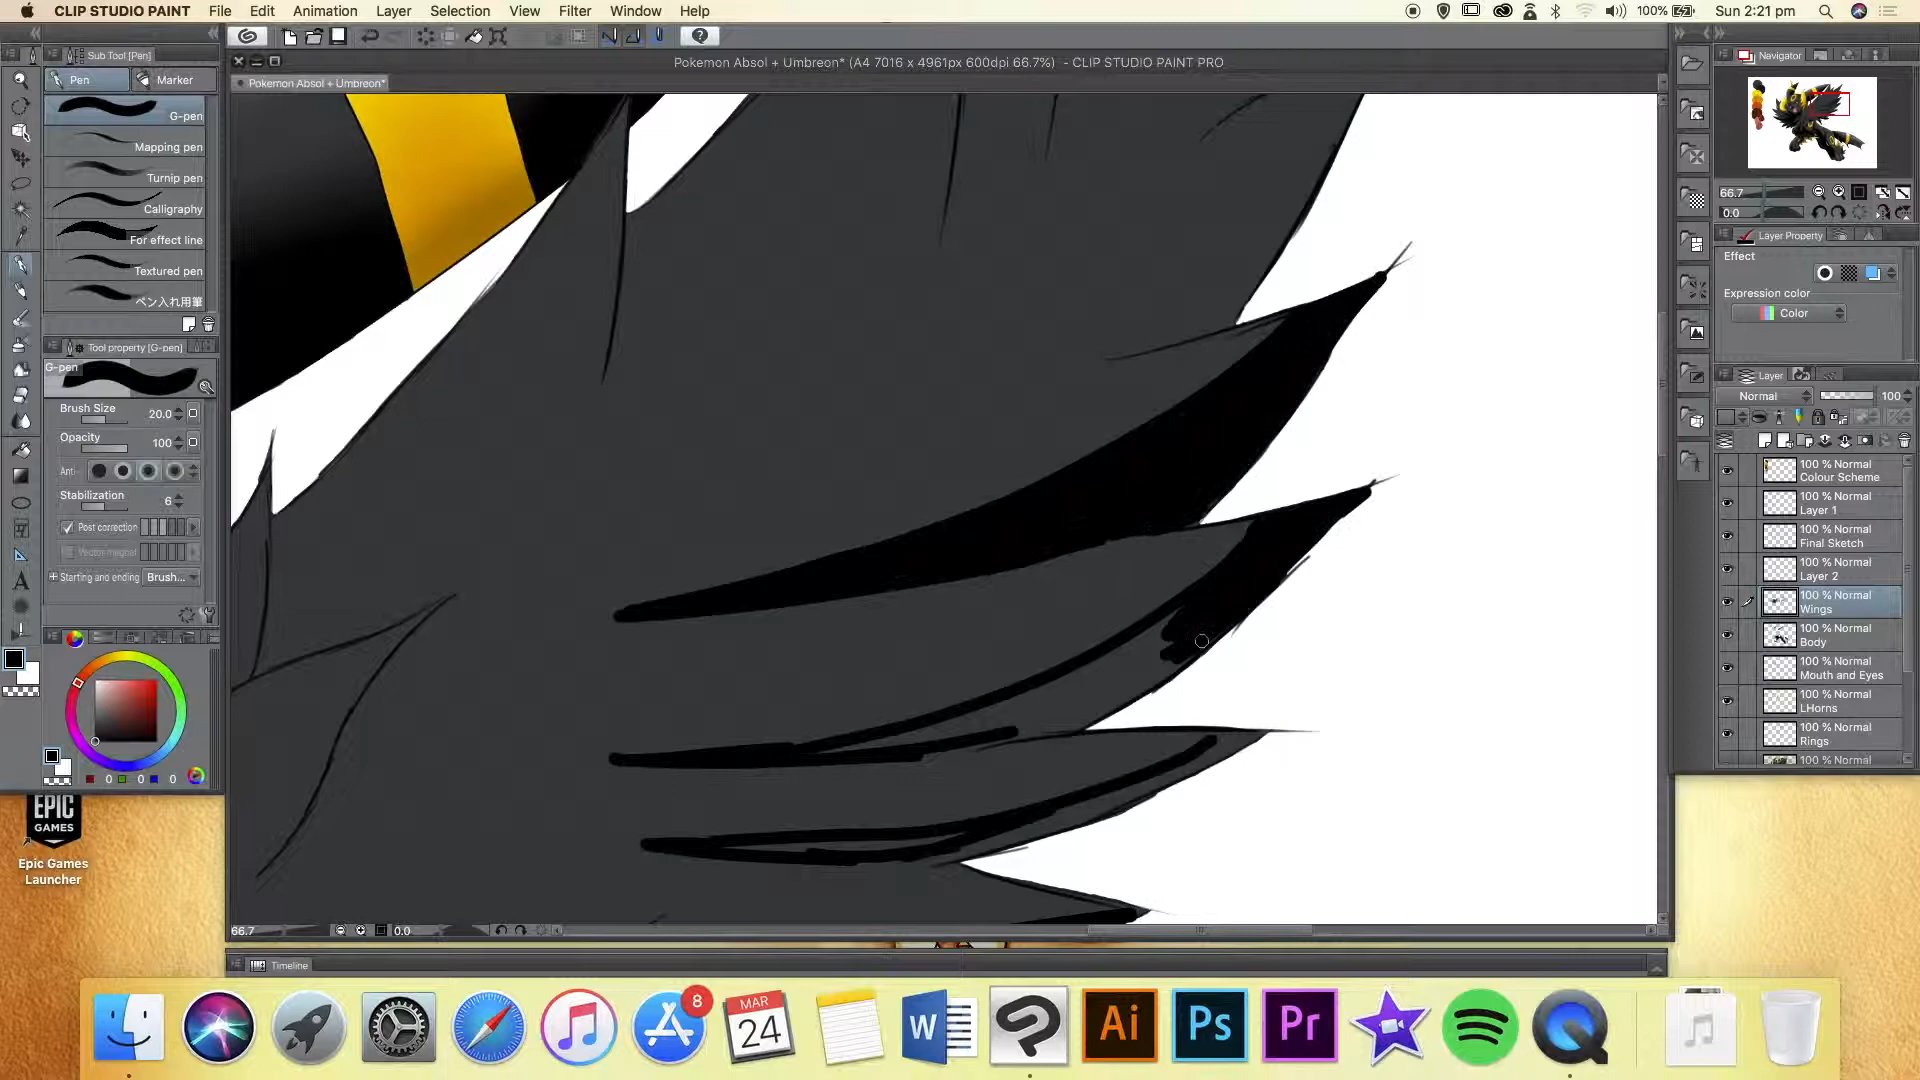 CLIP STUDIO PAINT File Edit Animation Layer Selection View Filter Window Help
100% Sun 2:21 pm
Sub Tool [Pen]
Pen Marker
G-pen
Mapping pen
Turnip pen
Calligraphy
For effect line
Textured pen
ペン入れ用筆
Tool property [G-pen]
G-pen
Brush Size 20.0
Opacity 100
Anti-
Stabilization 6
Post correction
Vector magnet
Starting and ending Brush...
0 0 0
Pokemon Absol + Umbreon* (A4 7016 x 4961px 600dpi 66.7%) - CLIP STUDIO PAINT PRO
Pokemon Absol + Umbreon*
66.7 0.0
Timeline
Navigator
66.7
0.0
Layer Property
Effect
Expression color
Color
Layer
Normal 100
100 % Normal
Colour Scheme
100 % Normal
Layer 1
100 % Normal
Final Sketch
100 % Normal
Layer 2
100 % Normal
Wings
100 % Normal
Body
100 % Normal
Mouth and Eyes
100 % Normal
LHorns
100 % Normal
Rings
100 % Normal
EPIC
GAMES
Epic Games
Launcher
8
MAR
24
W
Ai
Ps
Pr